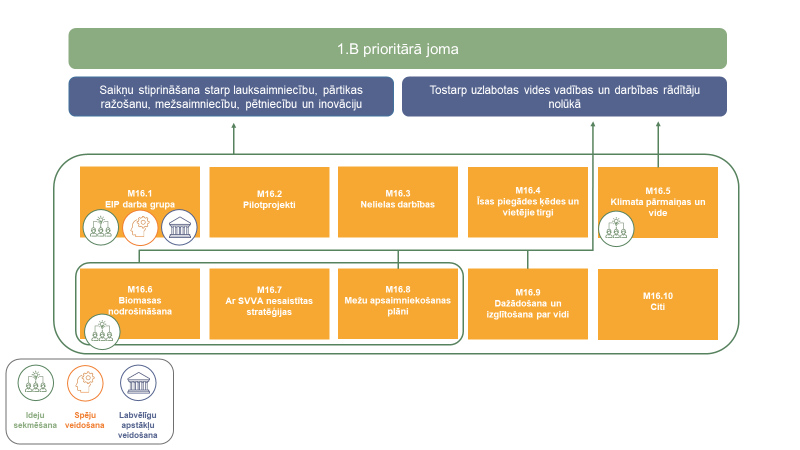 1.B prioritārā joma
Saikņu stiprināšana starp lauksaimniecību, pārtikas
ražošanu, mežsaimniecību, pētniecību un inovāciju
Tostarp uzlabotas vides vadības un darbības rādītāju
nolūkā
M16.1
EIP darba grupa
M16.2
Pilotprojekti
M16.3
Nelielas darbības
M16.4
Īsas piegādes ķēdes un
vietējie tirgi
M16.5
Klimata pārmaiņas un
vide
M16.6
Biomasas
nodrošināšana
M16.7
Ar SVVA nesaistītas
stratēģijas
M16.8
Mežu apsaimniekošanas
plāni
M16.9
Dažādošana un
izglītošana par vidi
M16.10
Citi
Ideju
sekmēšana
Spēju
veidošana
Labvēlīgu
apstākļu
veidošana